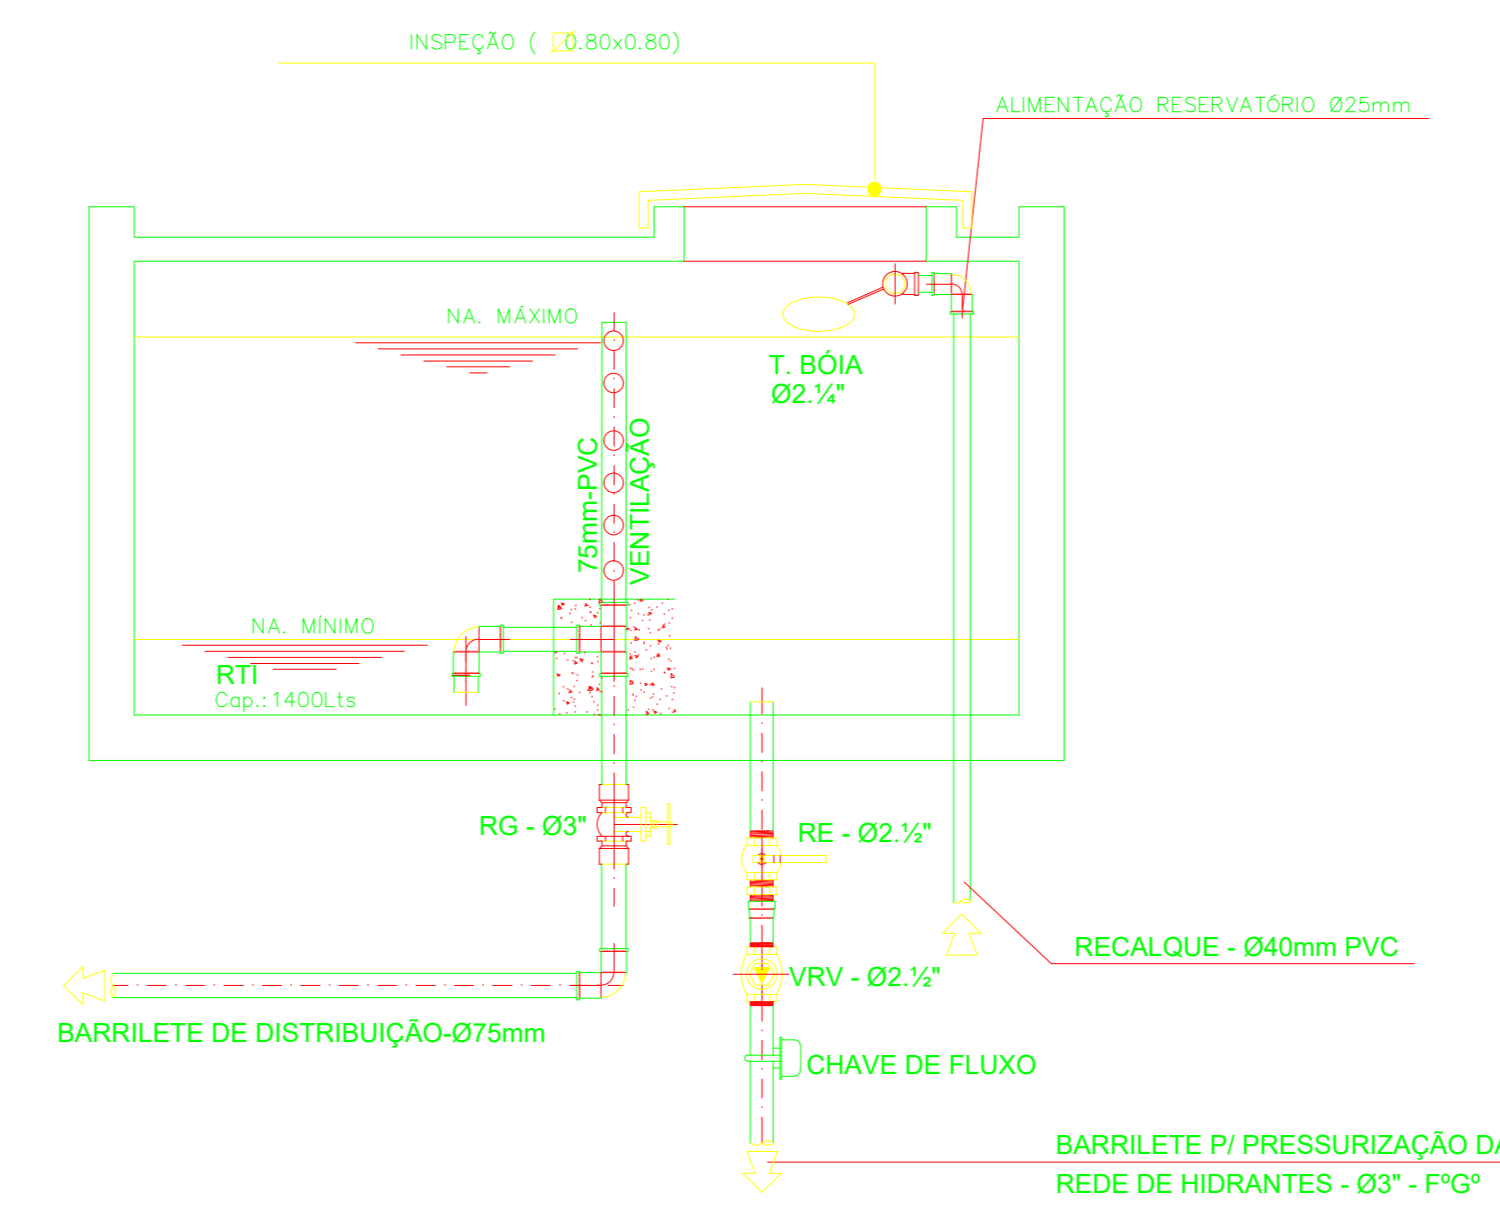 INSPEÇÃO ( 0.80x0.80)
ALIMENTAÇÃO RESERVATÓRIO Ø25mm
NA. MÁXIMO
T. BÓIA
Ø2.¼"
75mm-PVC
VENTILAÇÃO
NA. MÍNIMO
RTI
Cap.:1400Lts
RG - Ø3"
RE - Ø2.½"
RECALQUE - Ø40mm PVC
VRV - Ø2.½"
BARRILETE DE DISTRIBUIÇÃO-Ø75mm
CHAVE DE FLUXO
BARRILETE P/ PRESSURIZAÇÃO DA
REDE DE HIDRANTES - Ø3" - FºGº